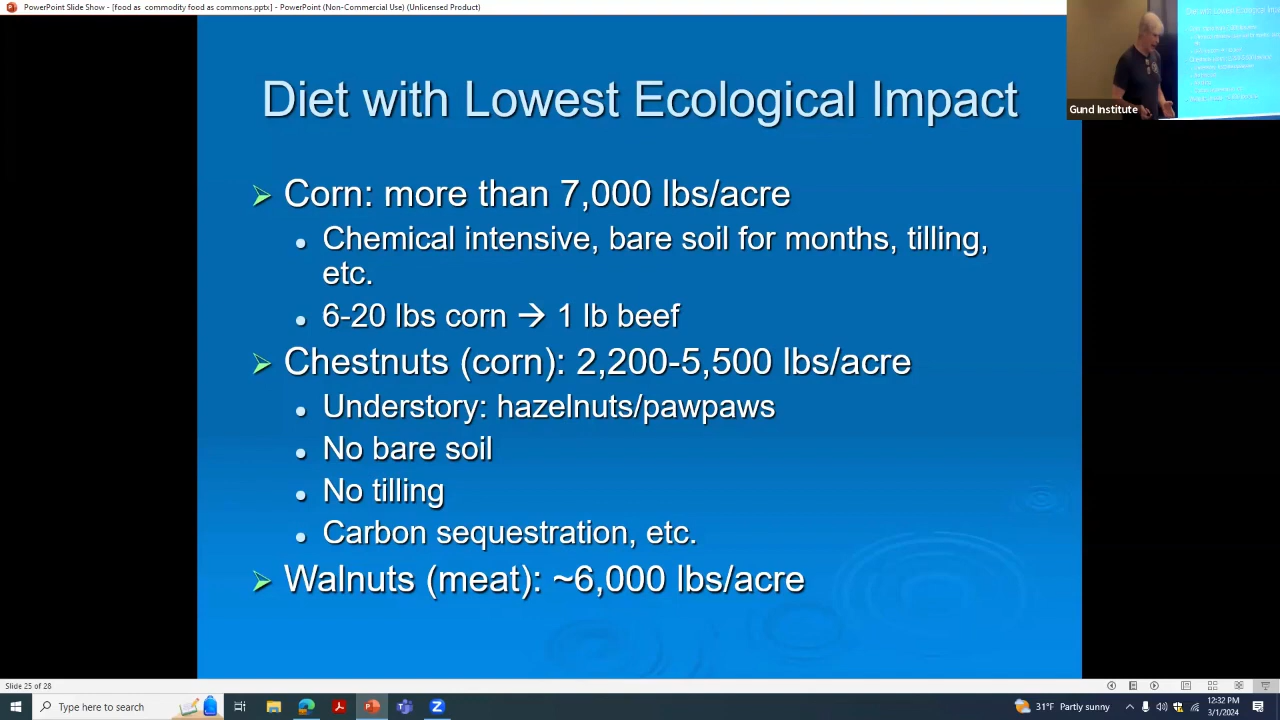 PowerPoint Slide Show - [food as  commodity food as commons.pptx] - PowerPoint (Non-Commercial Use) (Unlicensed Product)
Diet with Lowest Ecological Impact
Gund Institute
Corn: more than 7,000 lbs/acre
Chemical intensive, bare soil for months, tilling,
etc.
6-20 lbs corn → 1 lb beef
Chestnuts (corn): 2,200-5,500 lbs/acre
Understory: hazelnuts/pawpaws
No bare soil
No tilling
Carbon sequestration, etc.
Walnuts (meat): ~6,000 lbs/acre
Slide 25 of 28
Type here to search
31°F Partly sunny
12:32 PM
3/1/2024